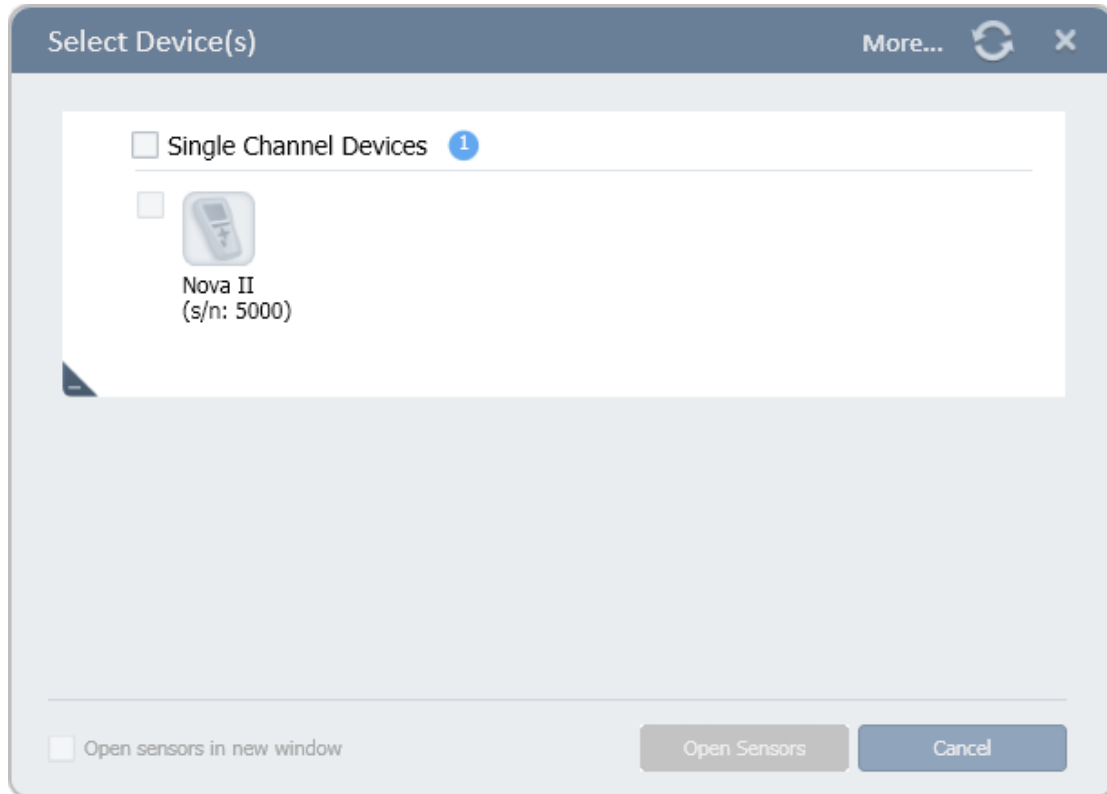 Select Device(s)
More...
Single Channel Devices 1
Nova II
(s/n: 5000)
Open sensors in new window
Open Sensors
Cancel